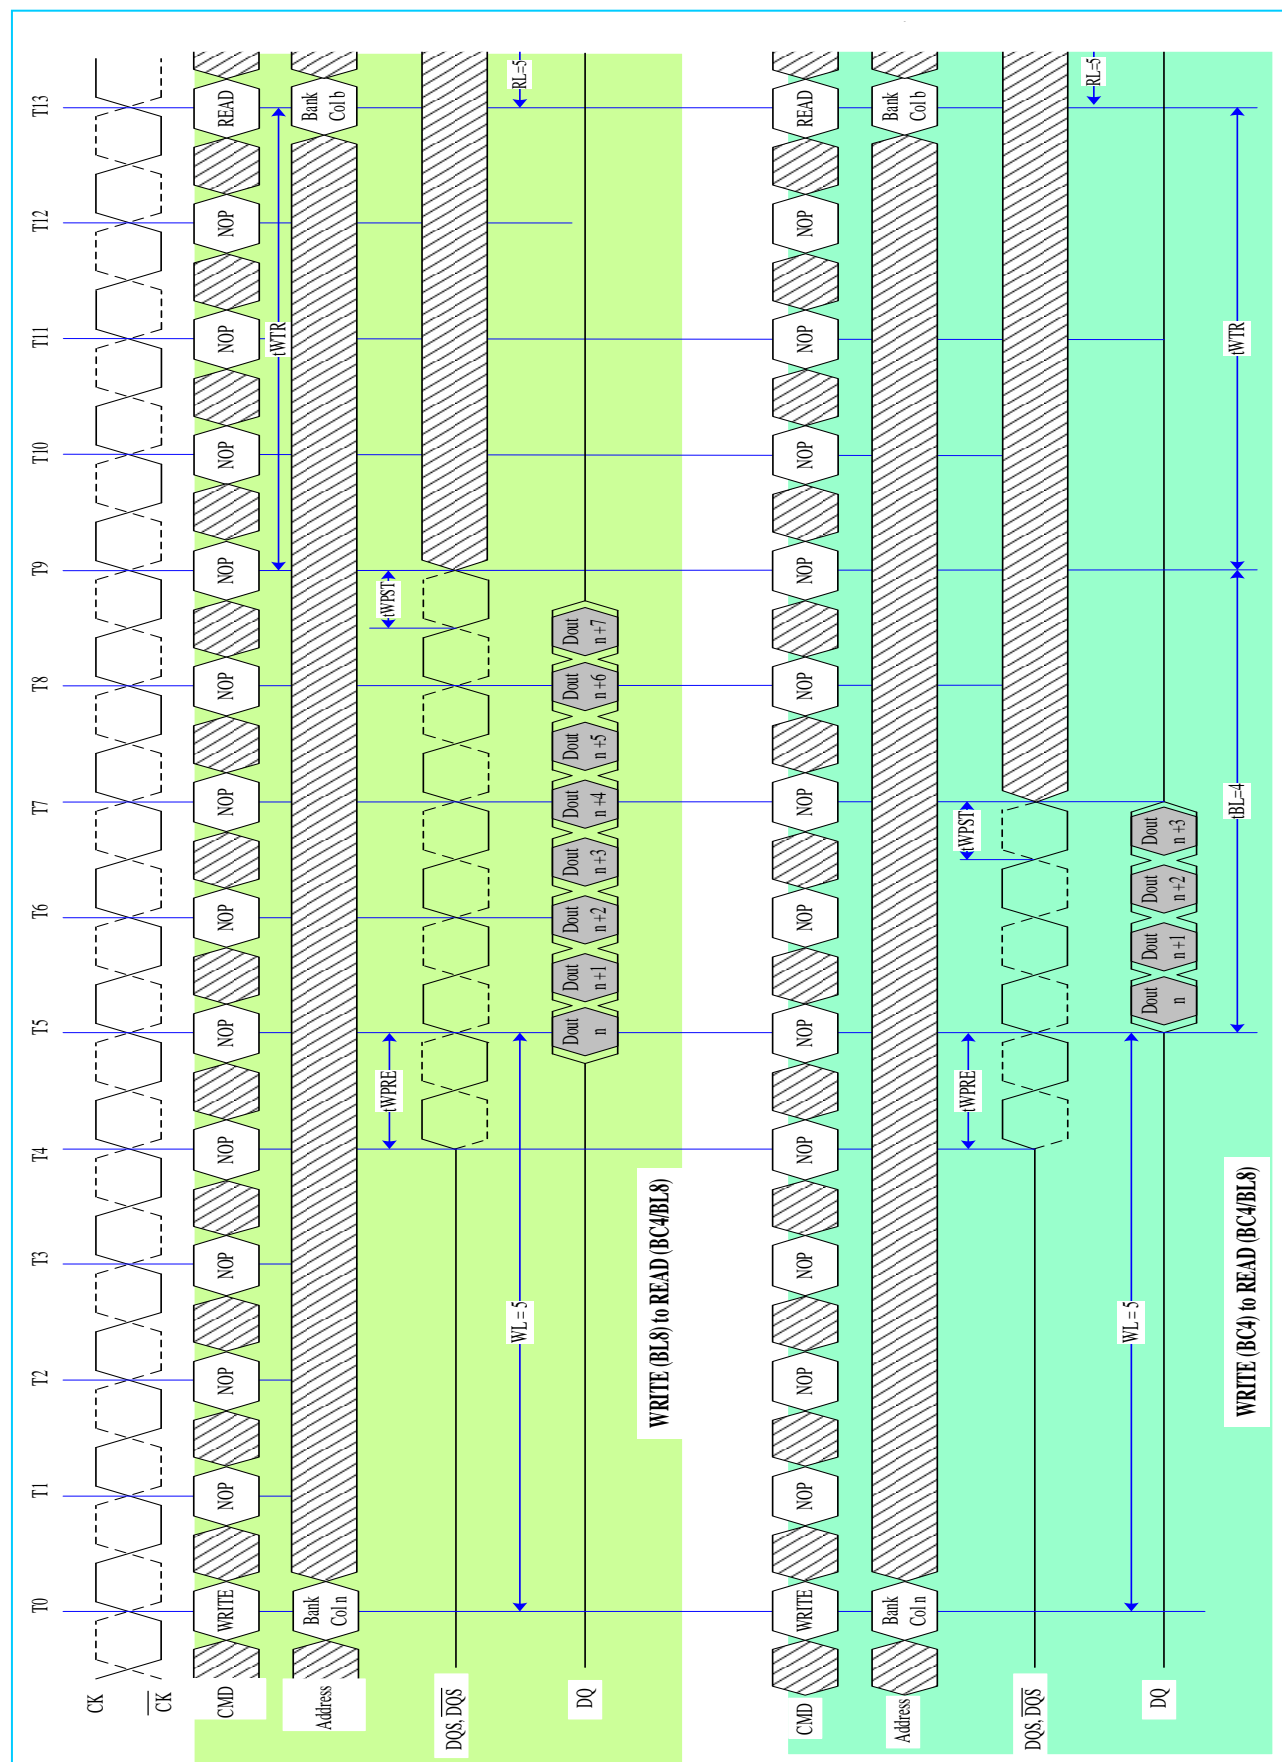 T0 T1 T2 T3 T4 T5 T6 T7 T8 T9 T10 T11 T12 T13
CK
CK
CMD WRITE NOP NOP NOP NOP NOP NOP NOP NOP NOP NOP NOP NOP READ
tWTR
Address Bank Bank
Col n Col b
tWPRE tWPST
DQS, DQS
WL = 5 RL=5
DQ Dout Dout Dout Dout Dout Dout Dout Dout
n n+1 n+2 n+3 n+4 n+5 n+6 n+7
WRITE (BL8) to READ (BC4/BL8)
CMD WRITE NOP NOP NOP NOP NOP NOP NOP NOP NOP NOP NOP NOP READ
Address Bank Bank
Col n Col b
tWPRE tWPST
DQS, DQS
RL=5
WL = 5
DQ Dout Dout Dout Dout
n n+1 n+2 n+3
tBL=4 tWTR
WRITE (BC4) to READ (BC4/BL8)